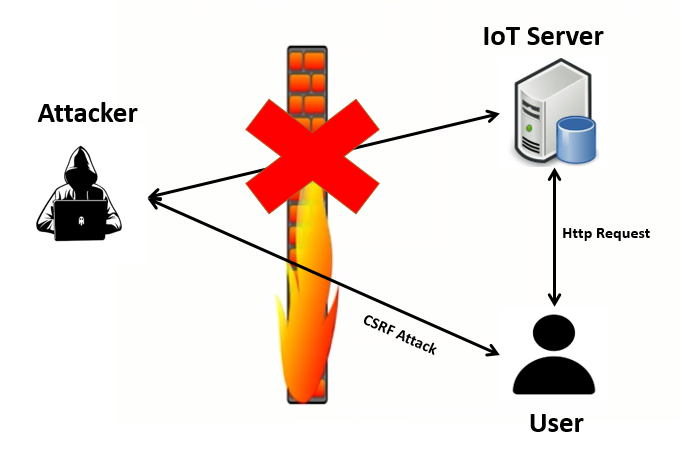 IoT Server
Attacker
Http Request
CSRF Attack
User